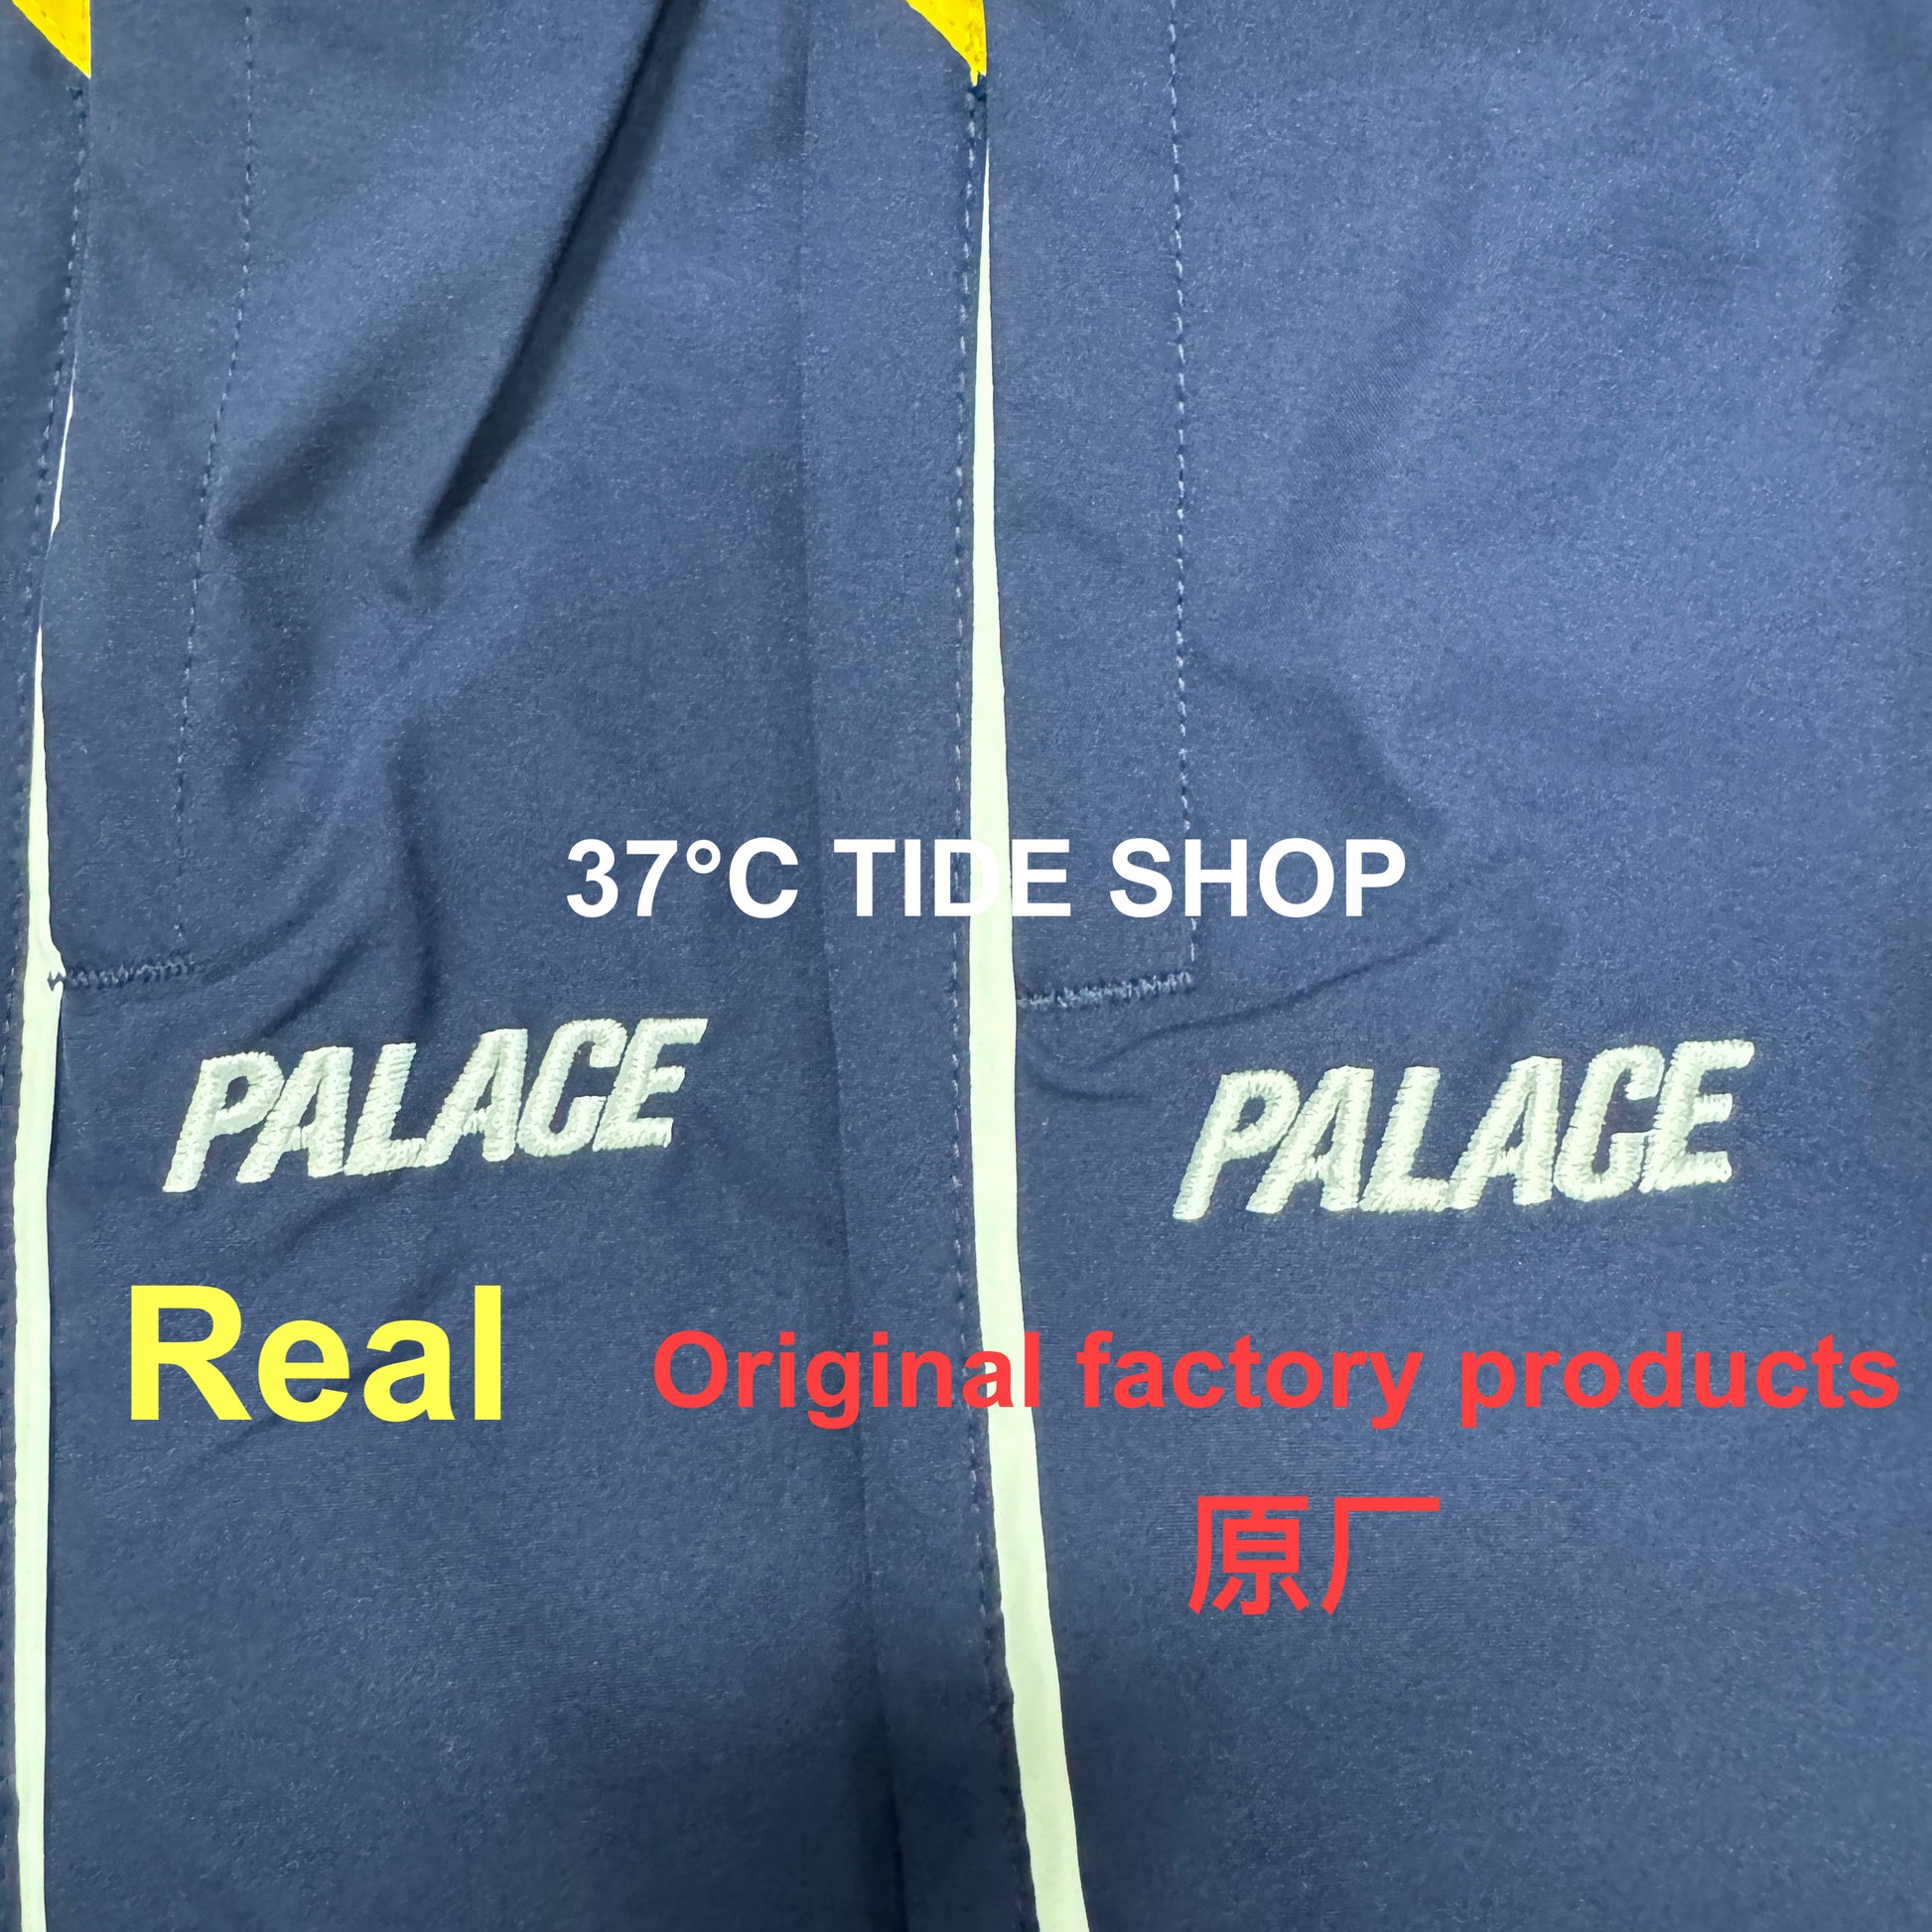 37°C TIDE SHOP
PALACE
PALACE
Real
Original factory products
原厂